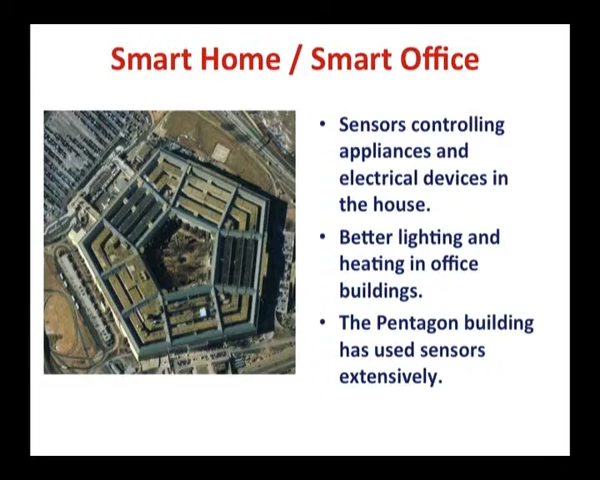 Smart Home / Smart Office
• Sensors controlling
appliances and
electrical devices in
the house.
• Better lighting and
heating in office
buildings.
• The Pentagon building
has used sensors
extensively.